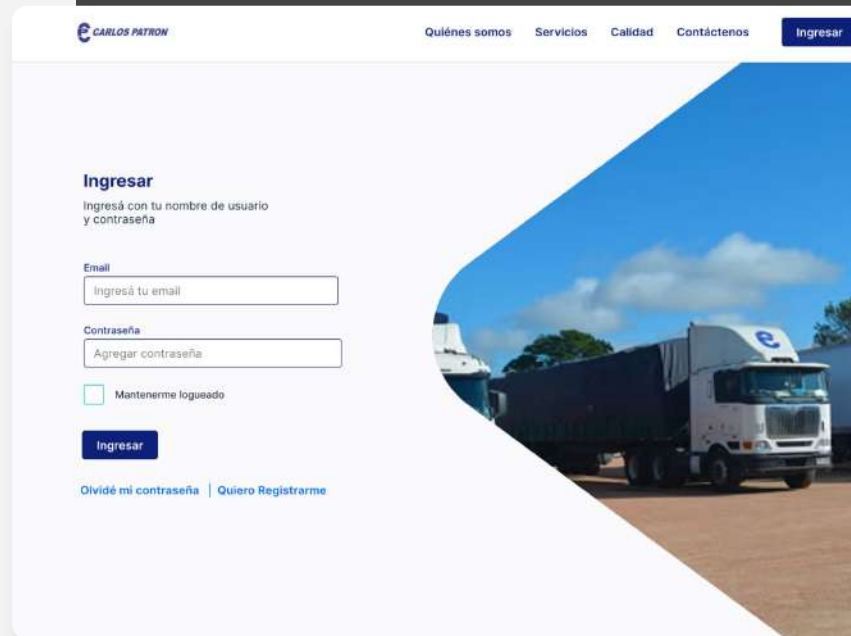 CARLOS PATRON
Quiénes somos Servicios Calidad Contáctenos Ingresar
Ingresar
Ingresá con tu nombre de usuario
y contraseña
Email
Ingresá tu email
Contraseña
Agregar contraseña
Mantenerme logueado
Ingresar
Olvidé mi contraseña | Quiero Registrarme